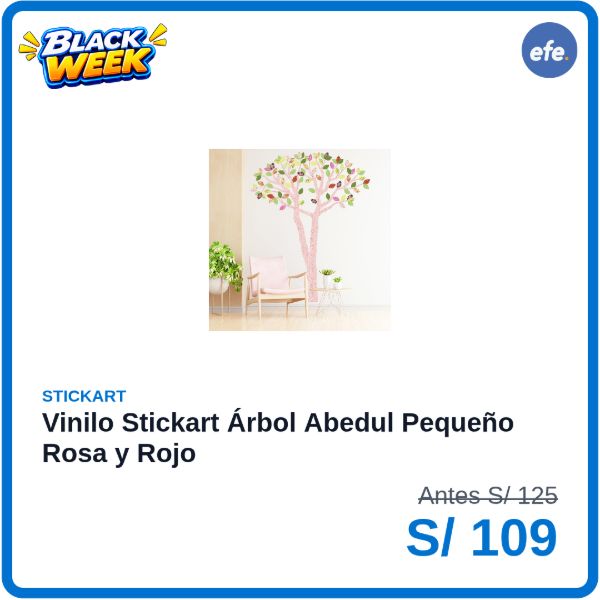 BLACK
WEEK
efe.
STICKART
Vinilo Stickart Árbol Abedul Pequeño
Rosa y Rojo
Antes S/ 125
S/ 109